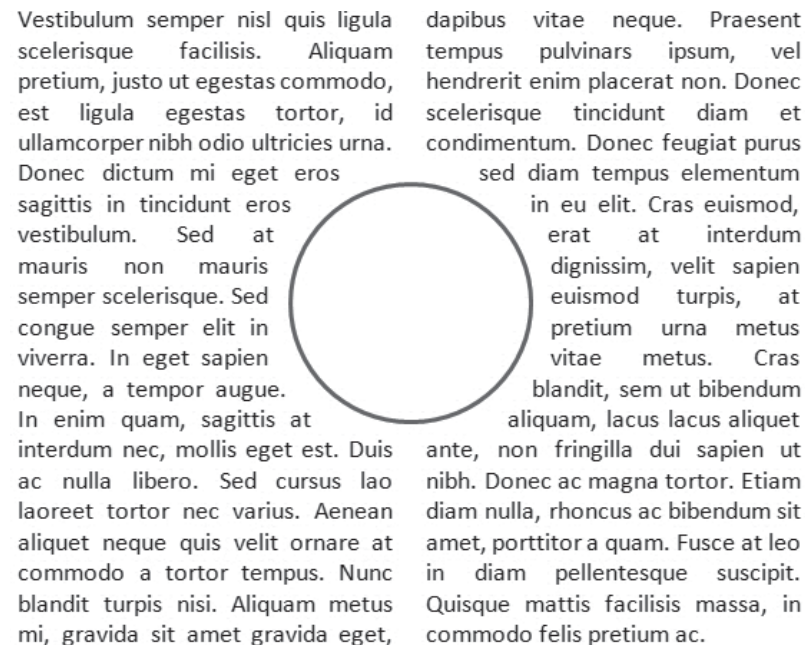 Vestibulum semper nisl quis ligula
scelerisque facilisis. Aliquam
pretium, justo ut egestas commodo,
est ligula egestas tortor, id
ullamcorper nibh odio ultricies urna.
Donec dictum mi eget eros
sagittis in tincidunt eros
vestibulum. Sed at
mauris non mauris
semper scelerisque. Sed
congue semper elit in
viverra. In eget sapien
neque, a tempor augue.
In enim quam, sagittis at
interdum nec, mollis eget est. Duis
ac nulla libero. Sed cursus lao
laoreet tortor nec varius. Aenean
aliquet neque quis velit ornare at
commodo a tortor tempus. Nunc
blandit turpis nisi. Aliquam metus
mi, gravida sit amet gravida eget,
dapibus vitae neque. Praesent
tempus pulvinars ipsum, vel
hendrerit enim placerat non. Donec
scelerisque tincidunt diam et
condimentum. Donec feugiat purus
sed diam tempus elementum
in eu elit. Cras euismod,
erat at interdum
dignissim, velit sapien
euismod turpis, at
pretium urna metus
vitae metus. Cras
blandit, sem ut bibendum
aliquam, lacus lacus aliquet
ante, non fringilla dui sapien ut
nibh. Donec ac magna tortor. Etiam
diam nulla, rhoncus ac bibendum sit
amet, porttitor a quam. Fusce at leo
in diam pellentesque suscipit.
Quisque mattis facilisis massa, in
commodo felis pretium ac.